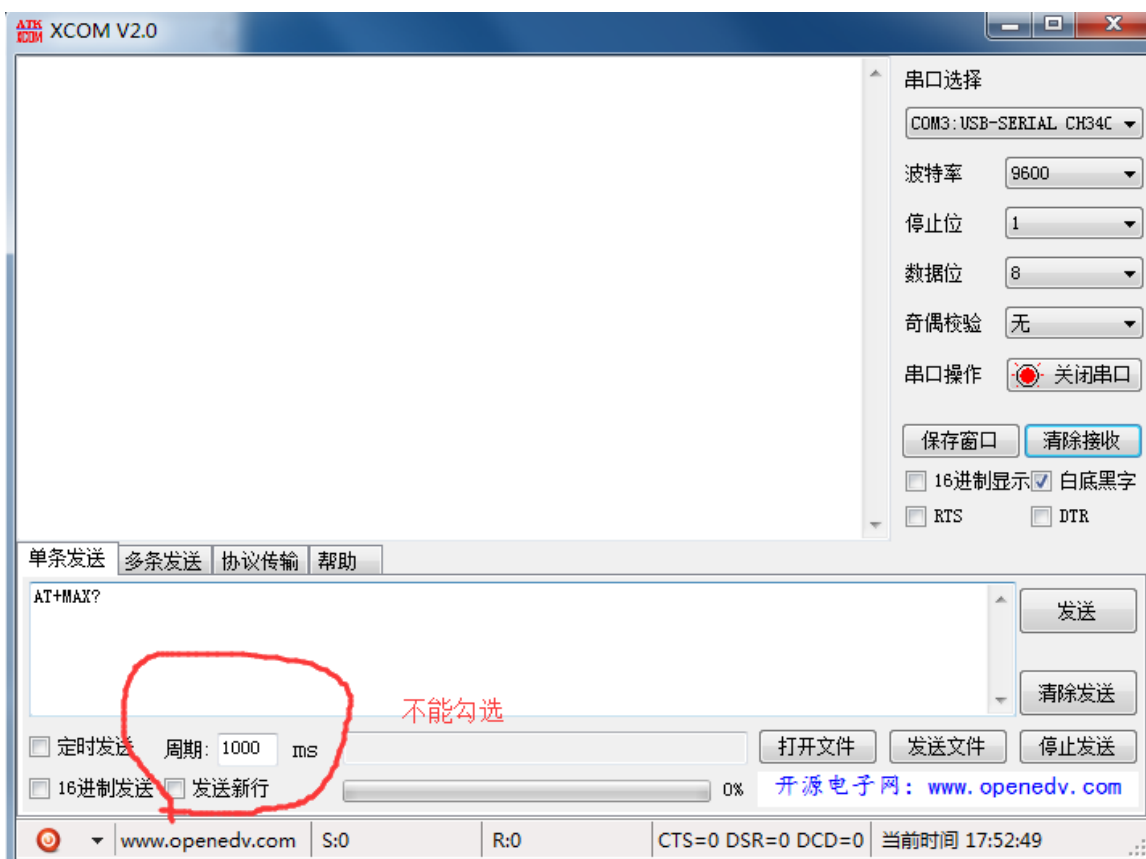 ATK XCOM XCOM V2.0
串口选择
COM3:USB-SERIAL CH34C
波特率 9600
停止位 1
数据位 8
奇偶校验 无
串口操作 关闭串口
保存窗口 清除接收
16进制显示 白底黑字
RTS DTR
单条发送 多条发送 协议传输 帮助
AT+MAX?
发送
清除发送
不能勾选
定时发送 周期: 1000 ms 打开文件 发送文件 停止发送
16进制发送 发送新行 0% 开源电子网: www.openedv.com
www.openedv.com S:0 R:0 CTS=0 DSR=0 DCD=0 当前时间 17:52:49